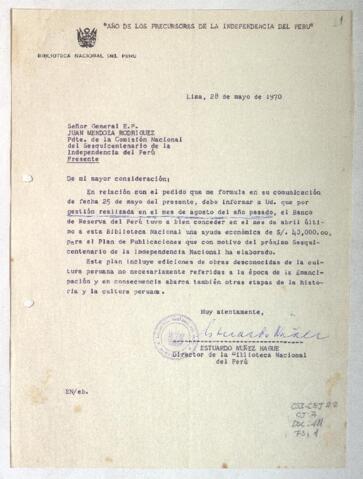 "AÑO DE LOS PRECURSORES DE LA INDEPENDENCIA DEL PERU"
BIBLIOTECA NACIONAL DEL PERU
Lima, 28 de mayo de 1970
Señor General E.P.
JUAN MENDOZA RODRIGUEZ
Pdte. de la Comisión Nacional
del Sesquicentenario de la
Independencia del Perú
Presente
De mi mayor consideración:
En relación con el pedido que me formula en su comunicación
de fecha 25 de mayo del presente, debo informar a Ud. que por
gestión realizada en el mes de agosto del año pasado, el Banco
de Reserva del Perú tuvo a bien conceder en el mes de abril últi-
mo a esta Biblioteca Nacional una ayuda económica de S/. 40,000.oo,
para el Plan de Publicaciones que con motivo del próximo Sesqui-
centenario de la Independencia Nacional ha elaborado.
Este plan incluye ediciones de obras desconocidas de la cul-
tura peruana no necesariamente referidas a la época de la Emanci-
pación y en consecuencia abarca también otras etapas de la histo-
ria y la cultura peruana.
Muy atentamente,
Estuardo Núñez
ESTUARDO NUÑEZ HAGUE
Director de la Biblioteca Nacional
del Perú
EN/eb.
CJ. 7
FS. 1